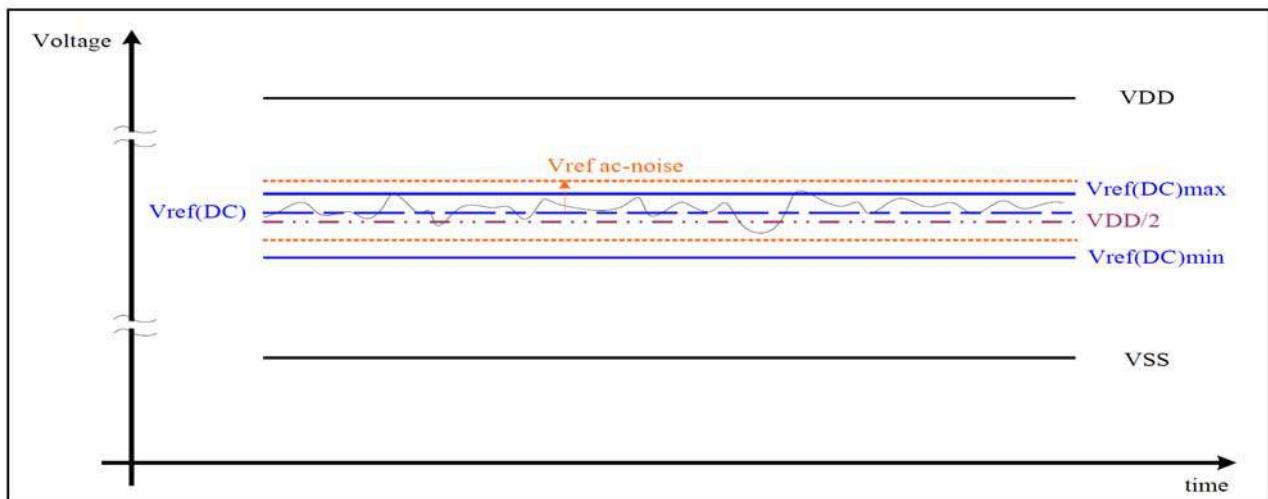 Voltage
VDD
Vref ac-noise
Vref(DC)max
Vref(DC)
VDD/2
Vref(DC)min
VSS
time